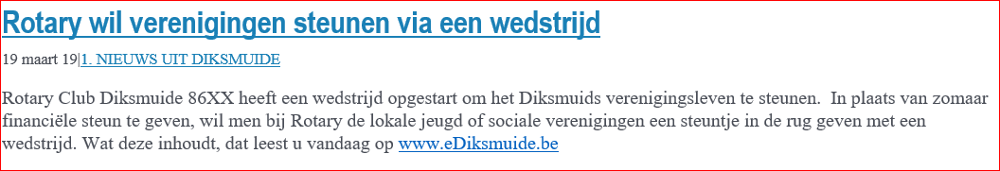 Rotary wil verenigingen steunen via een wedstrijd
19 maart 19|1. NIEUWS UIT DIKSMUIDE
Rotary Club Diksmuide 86XX heeft een wedstrijd opgestart om het Diksmuids verenigingsleven te steunen.  In plaats van zomaar
financiële steun te geven, wil men bij Rotary de lokale jeugd of sociale verenigingen een steuntje in de rug geven met een
wedstrijd. Wat deze inhoudt, dat leest u vandaag op www.eDiksmuide.be